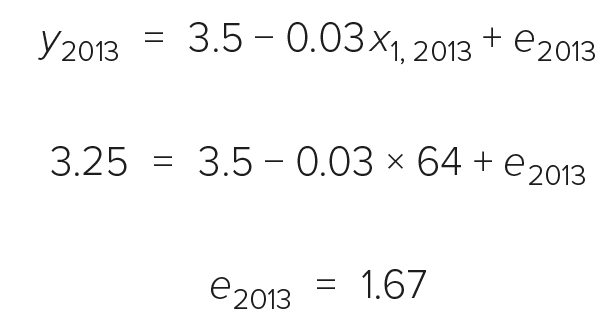 y₂₀₁₃ = 3.5 – 0.03x₁, ₂₀₁₃ + e₂₀₁₃
3.25 = 3.5 – 0.03 × 64 + e₂₀₁₃
e₂₀₁₃ = 1.67